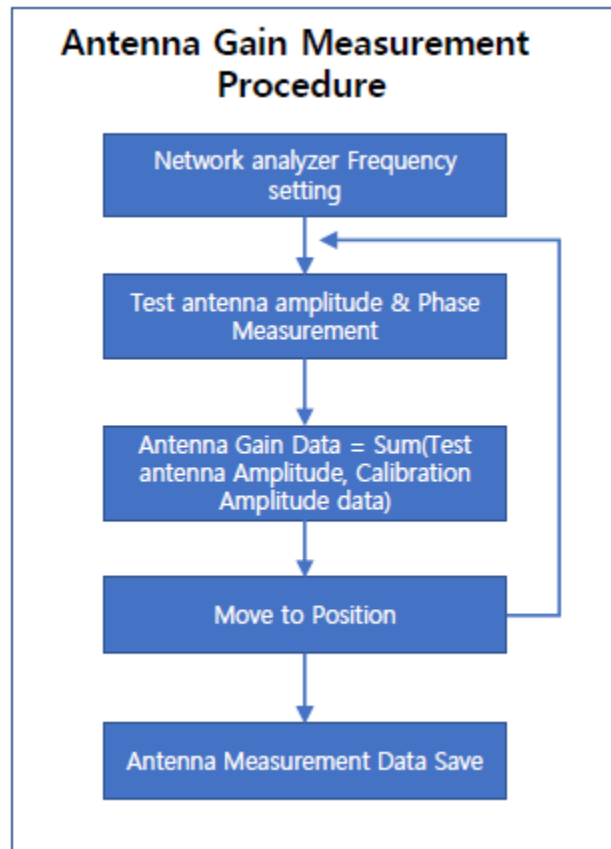 Antenna Gain Measurement
Procedure
Network analyzer Frequency
setting
Test antenna amplitude & Phase
Measurement
Antenna Gain Data = Sum(Test
antenna Amplitude, Calibration
Amplitude data)
Move to Position
Antenna Measurement Data Save